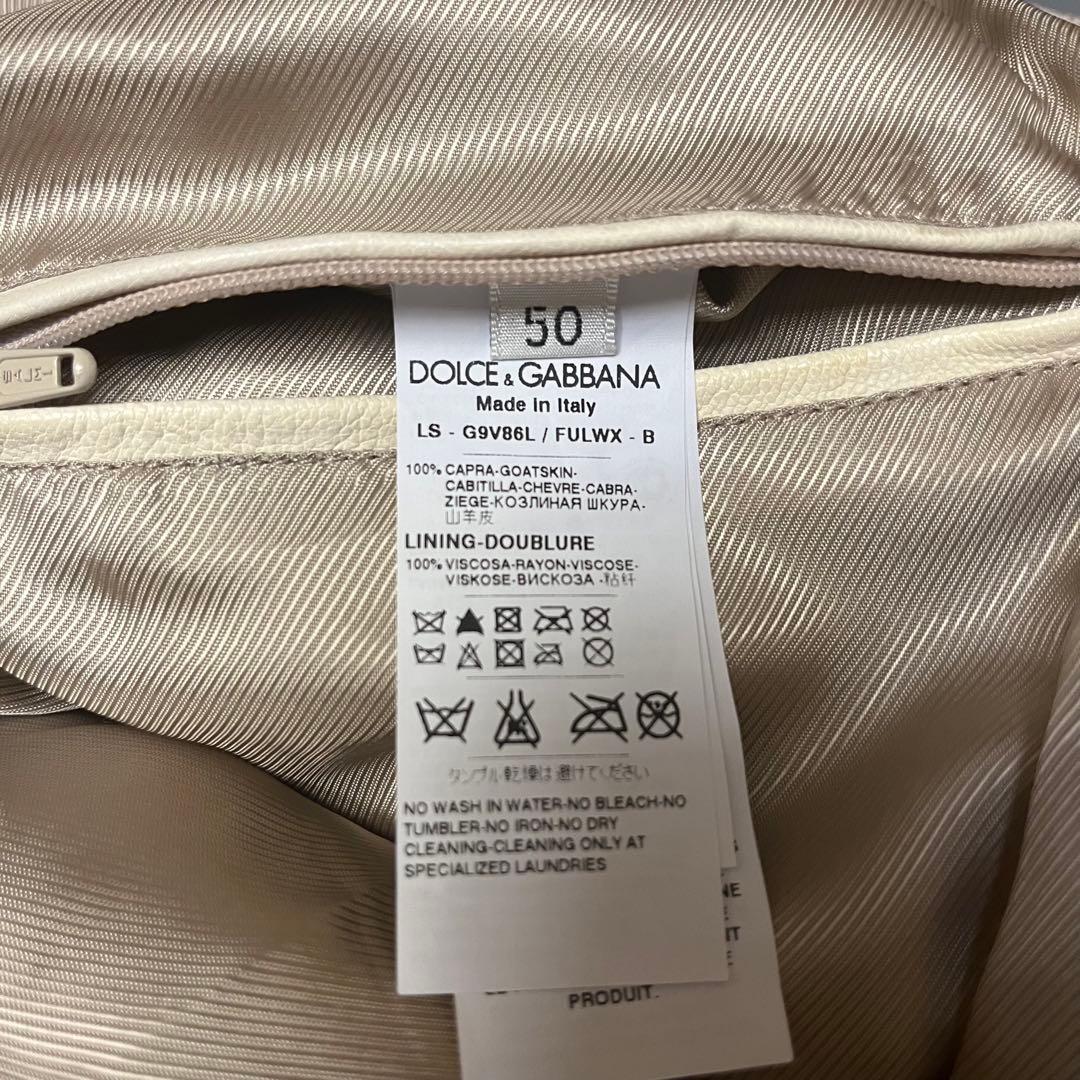 50
DOLCE & GABBANA
Made in Italy
LS - G9V86L / FULWX - B
100% CAPRA-GOATSKIN-
CABITILLA-CHEVRE-CABRA-
ZIEGE-КОЗЛИНАЯ ШКУРА-
山羊皮
LINING-DOUBLURE
100% VISCOSA-RAYON-VISCOSE-
VISKOSE-ВИСКОЗА -粘纤
タンブル乾燥は避けてください
NO WASH IN WATER-NO BLEACH-NO
TUMBLER-NO IRON-NO DRY
CLEANING-CLEANING ONLY AT
SPECIALIZED LAUNDRIES
PRODUIT.